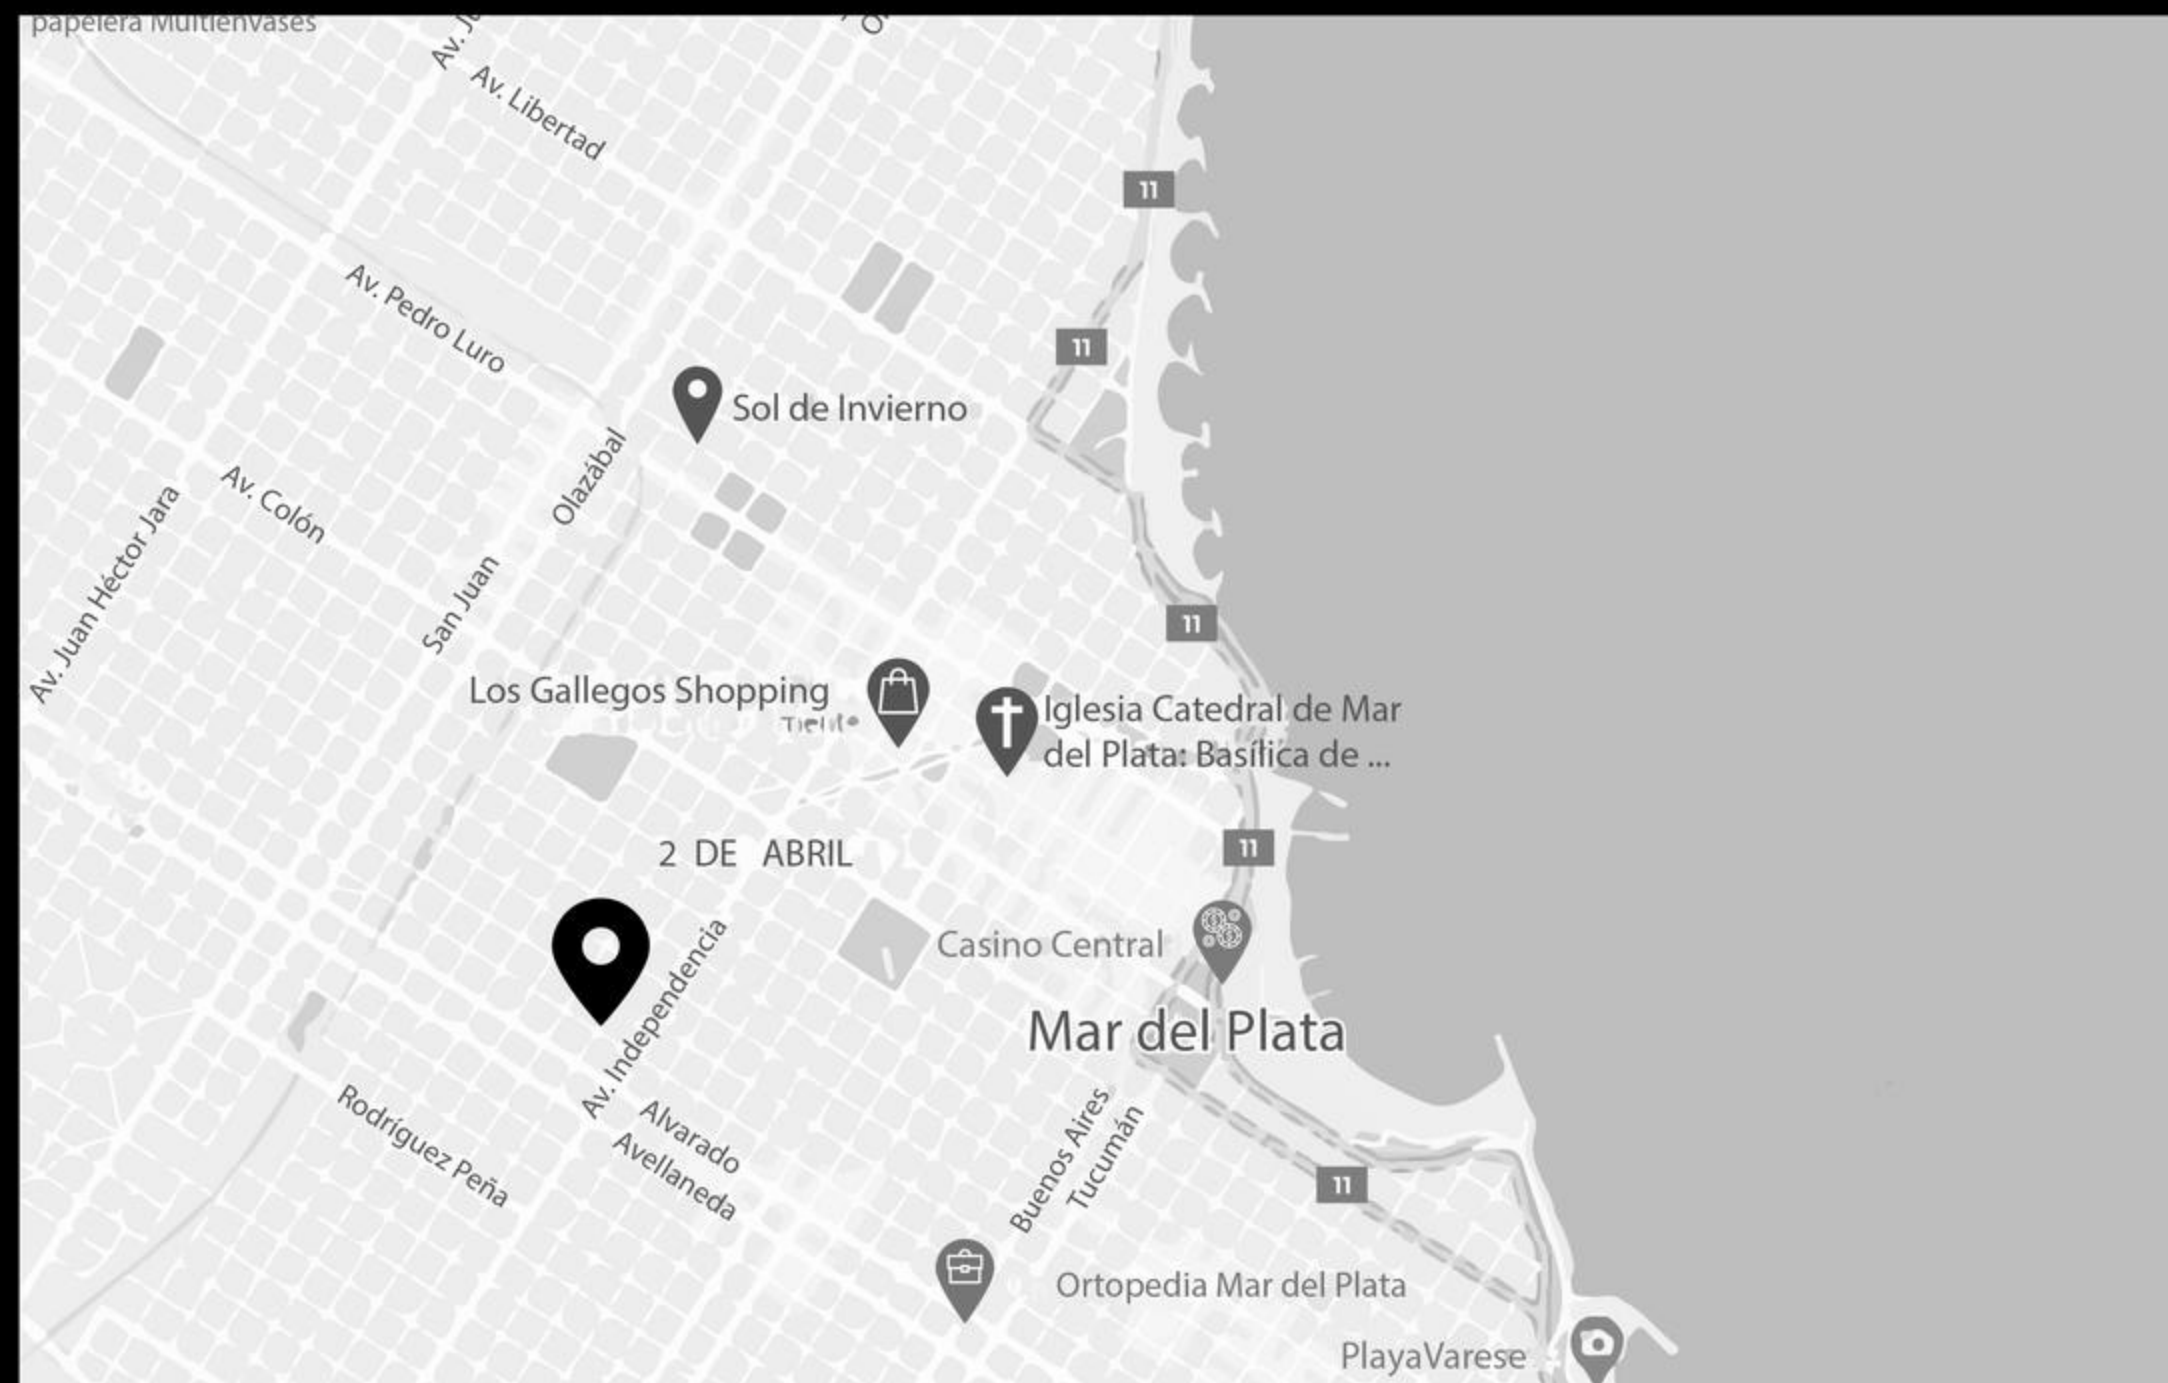 papelera Multienvases
Av. Libertad
11
Av. Pedro Luro
11
Sol de Invierno
Olazábal
Av. Colón
Av. Juan Héctor Jara
San Juan
11
Los Gallegos Shopping
Iglesia Catedral de Mar
del Plata: Basílica de ...
11
2 DE ABRIL
Casino Central
Av. Independencia
Mar del Plata
Rodríguez Peña
Alvarado
Avellaneda
Buenos Aires
Tucumán
11
Ortopedia Mar del Plata
PlayaVarese